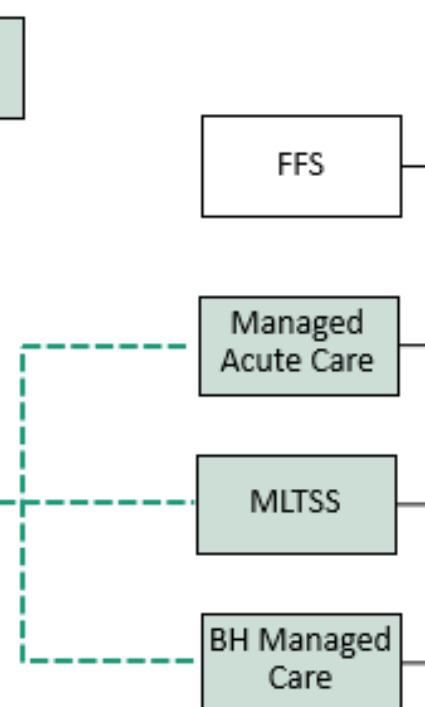 FFS
Managed
Acute Care
MLTSS
BH Managed
Care